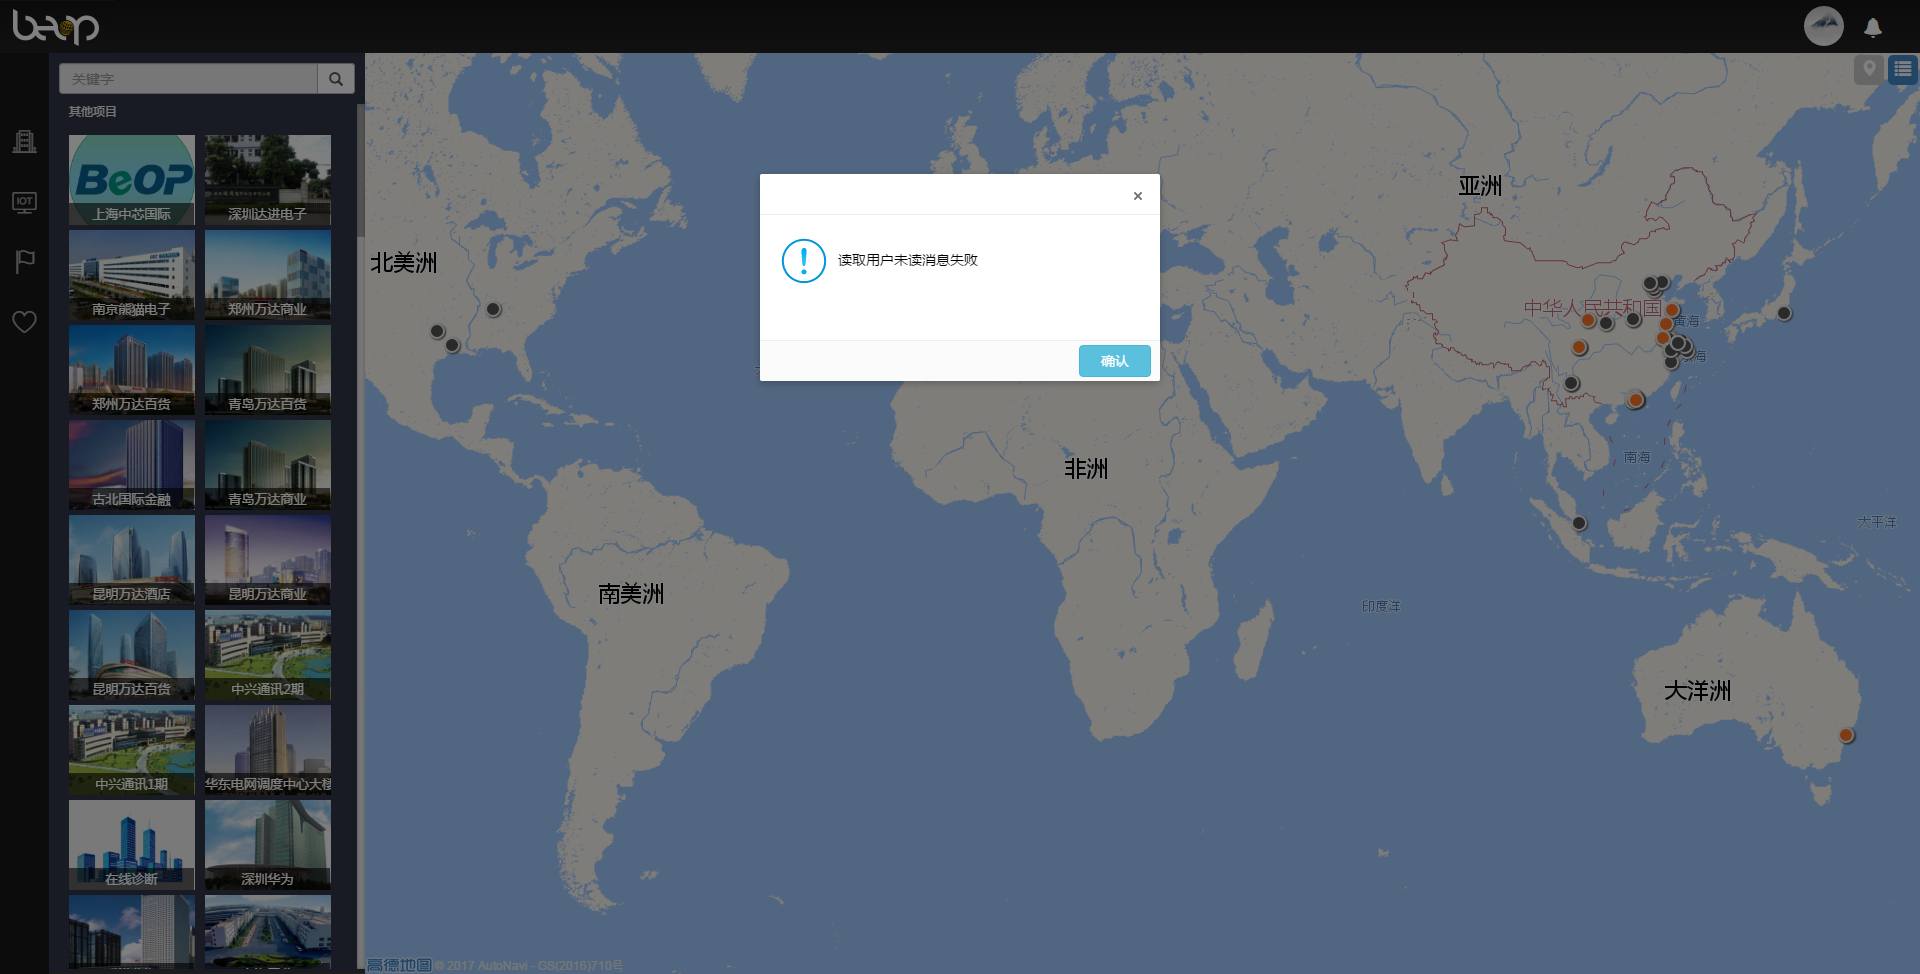 beop
关键字
其他项目
BeOP
上海中芯国际
深圳达进电子
南京熊猫电子
郑州万达商业
郑州万达百货
青岛万达百货
古北国际金融
青岛万达商业
昆明万达酒店
昆明万达商业
昆明万达百货
中兴通讯2期
中兴通讯1期
华东电网调度中心大楼
在线诊断
深圳华为
IOT
×
读取用户未读消息失败
确认
亚洲
北美洲
中华人民共和国
黄海
东海
非洲
南海
太平洋
南美洲
印度洋
大洋洲
高德地图 © 2017 AutoNavi - GS(2016)710号